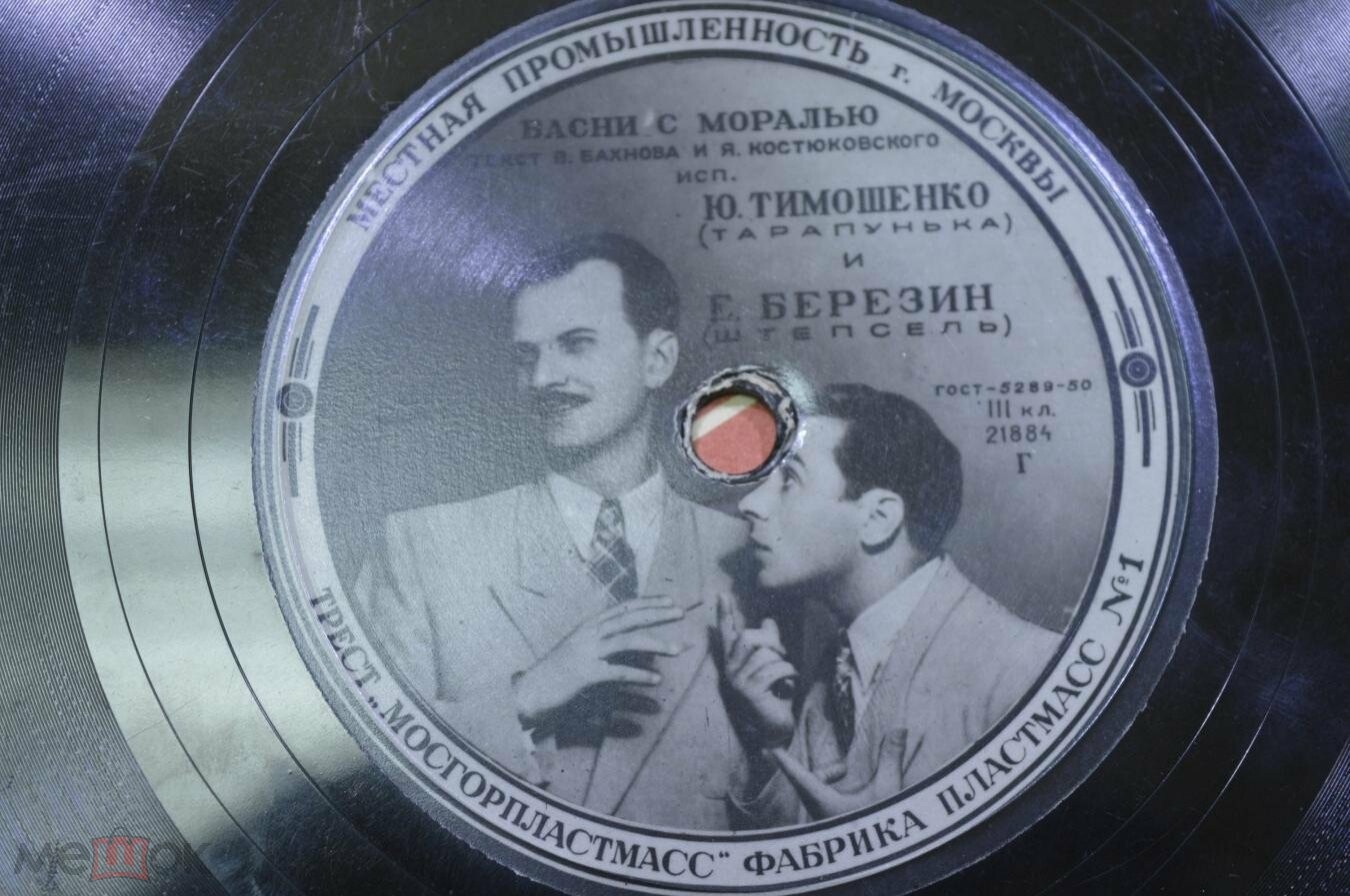 МЕСТНАЯ ПРОМЫШЛЕННОСТЬ г. МОСКВЫ
БАСНИ С МОРАЛЬЮ
ТЕКСТ В. БАХНОВА И Я. КОСТЮКОВСКОГО
ИСП.
Ю. ТИМОШЕНКО
(ТАРАПУНЬКА)
И
Е. БЕРЕЗИН
(ШТЕПСЕЛЬ)
ГОСТ-5289-50
III кл.
21884
Г
ТРЕСТ „МОСГОРПЛАСТМАСС“ ФАБРИКА ПЛАСТМАСС №1